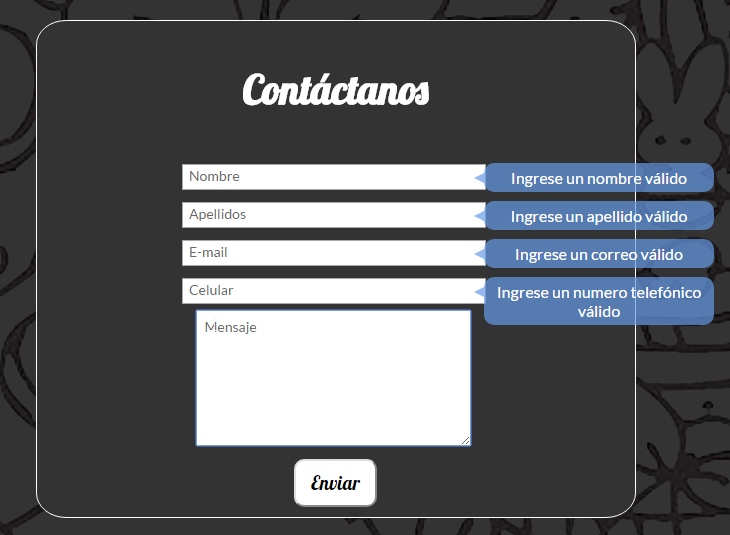 Contáctanos
Nombre
Ingrese un nombre válido
Apellidos
Ingrese un apellido válido
E-mail
Ingrese un correo válido
Celular
Ingrese un numero telefónico
válido
Mensaje
Enviar